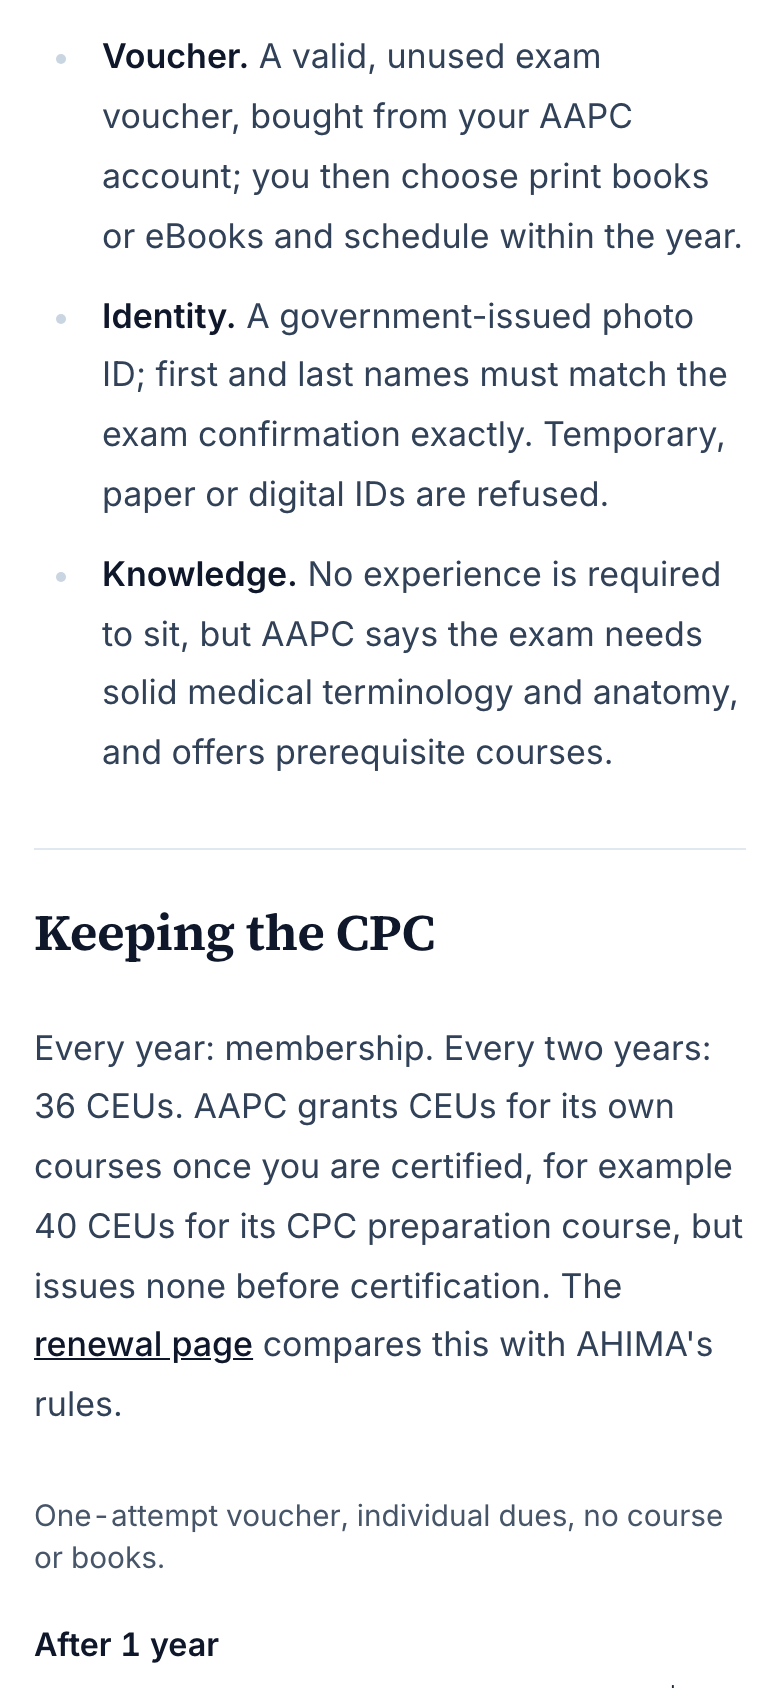 Voucher. A valid, unused exam
voucher, bought from your AAPC
account; you then choose print books
or eBooks and schedule within the year.
Identity. A government-issued photo
ID; first and last names must match the
exam confirmation exactly. Temporary,
paper or digital IDs are refused.
Knowledge. No experience is required
to sit, but AAPC says the exam needs
solid medical terminology and anatomy,
and offers prerequisite courses.
Keeping the CPC
Every year: membership. Every two years:
36 CEUs. AAPC grants CEUs for its own
courses once you are certified, for example
40 CEUs for its CPC preparation course, but
issues none before certification. The
renewal page compares this with AHIMA's
rules.
One-attempt voucher, individual dues, no course
or books.
After 1 year